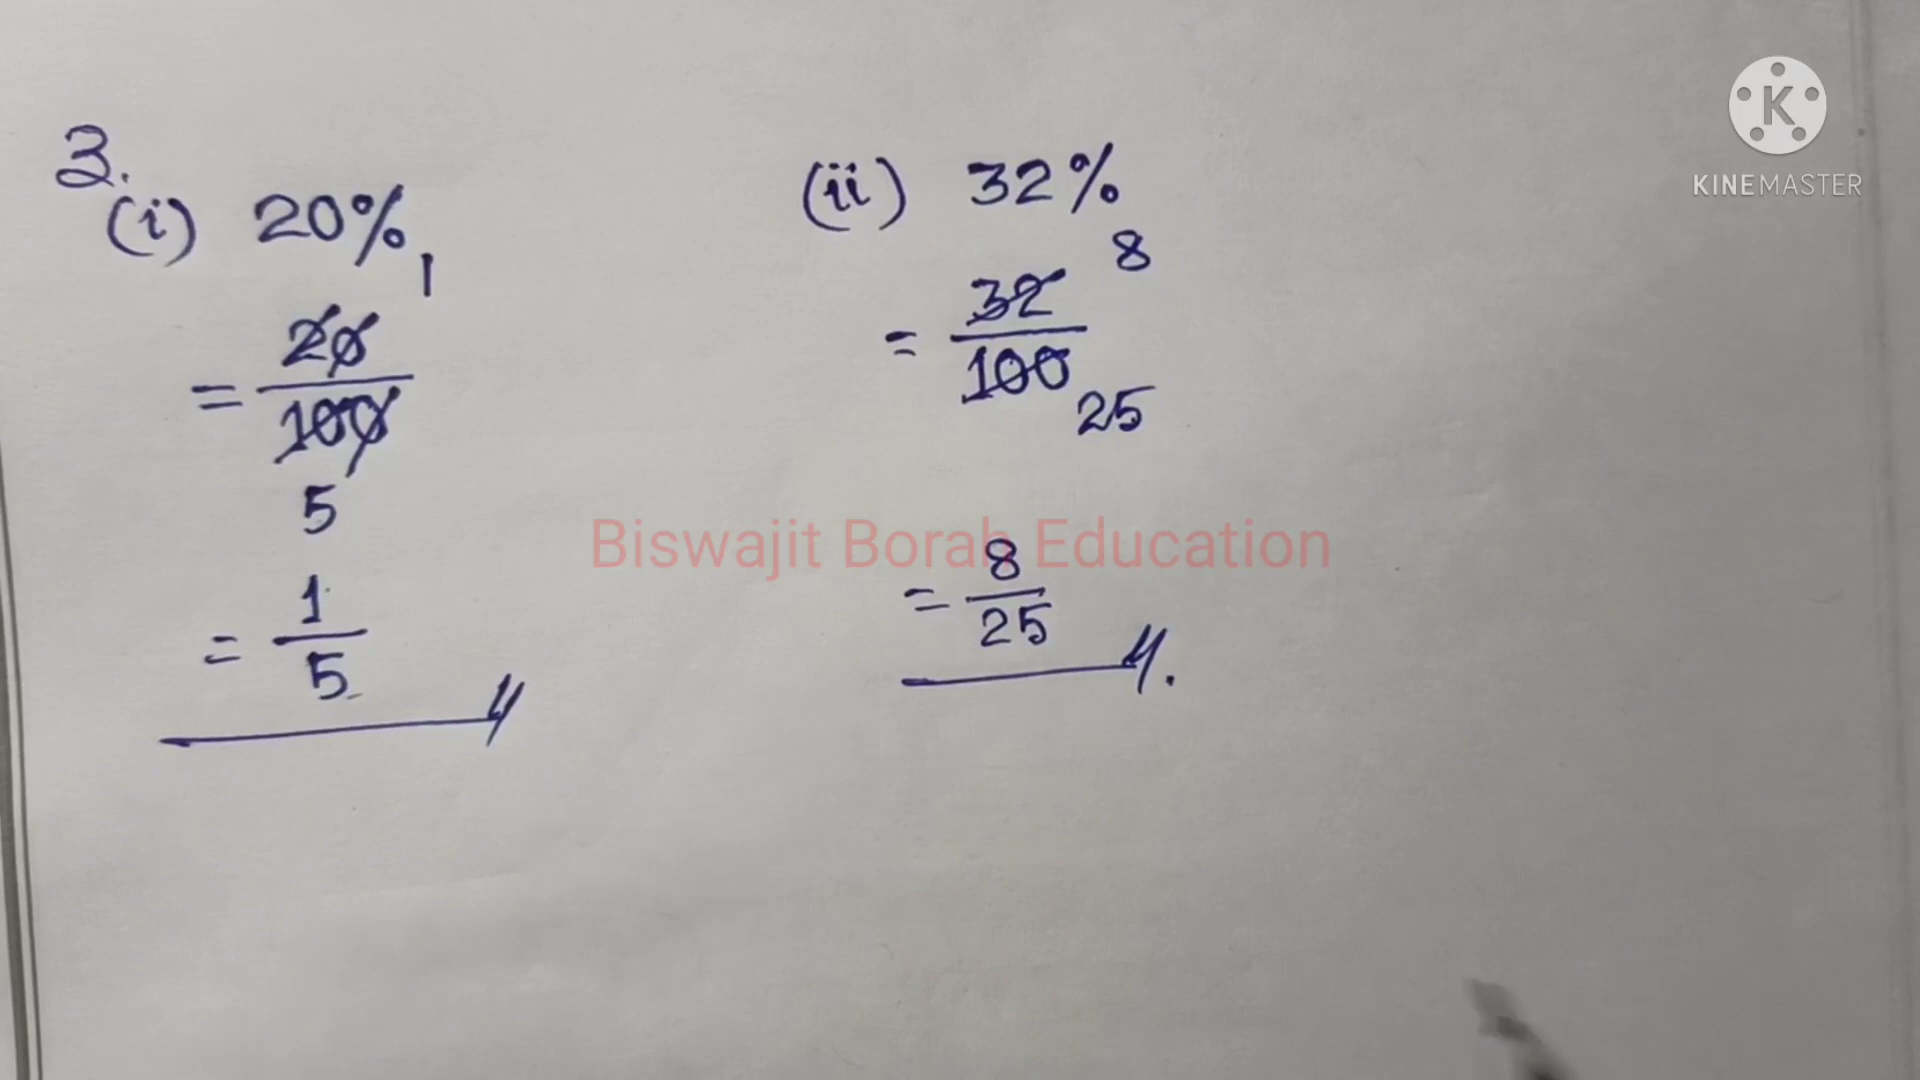 3.
(i) 20%
= 20/100 1
5
= 1/5
(ii) 32%
= 32/100 8
25
= 8/25
KINEMASTER
Biswajit Borah Education